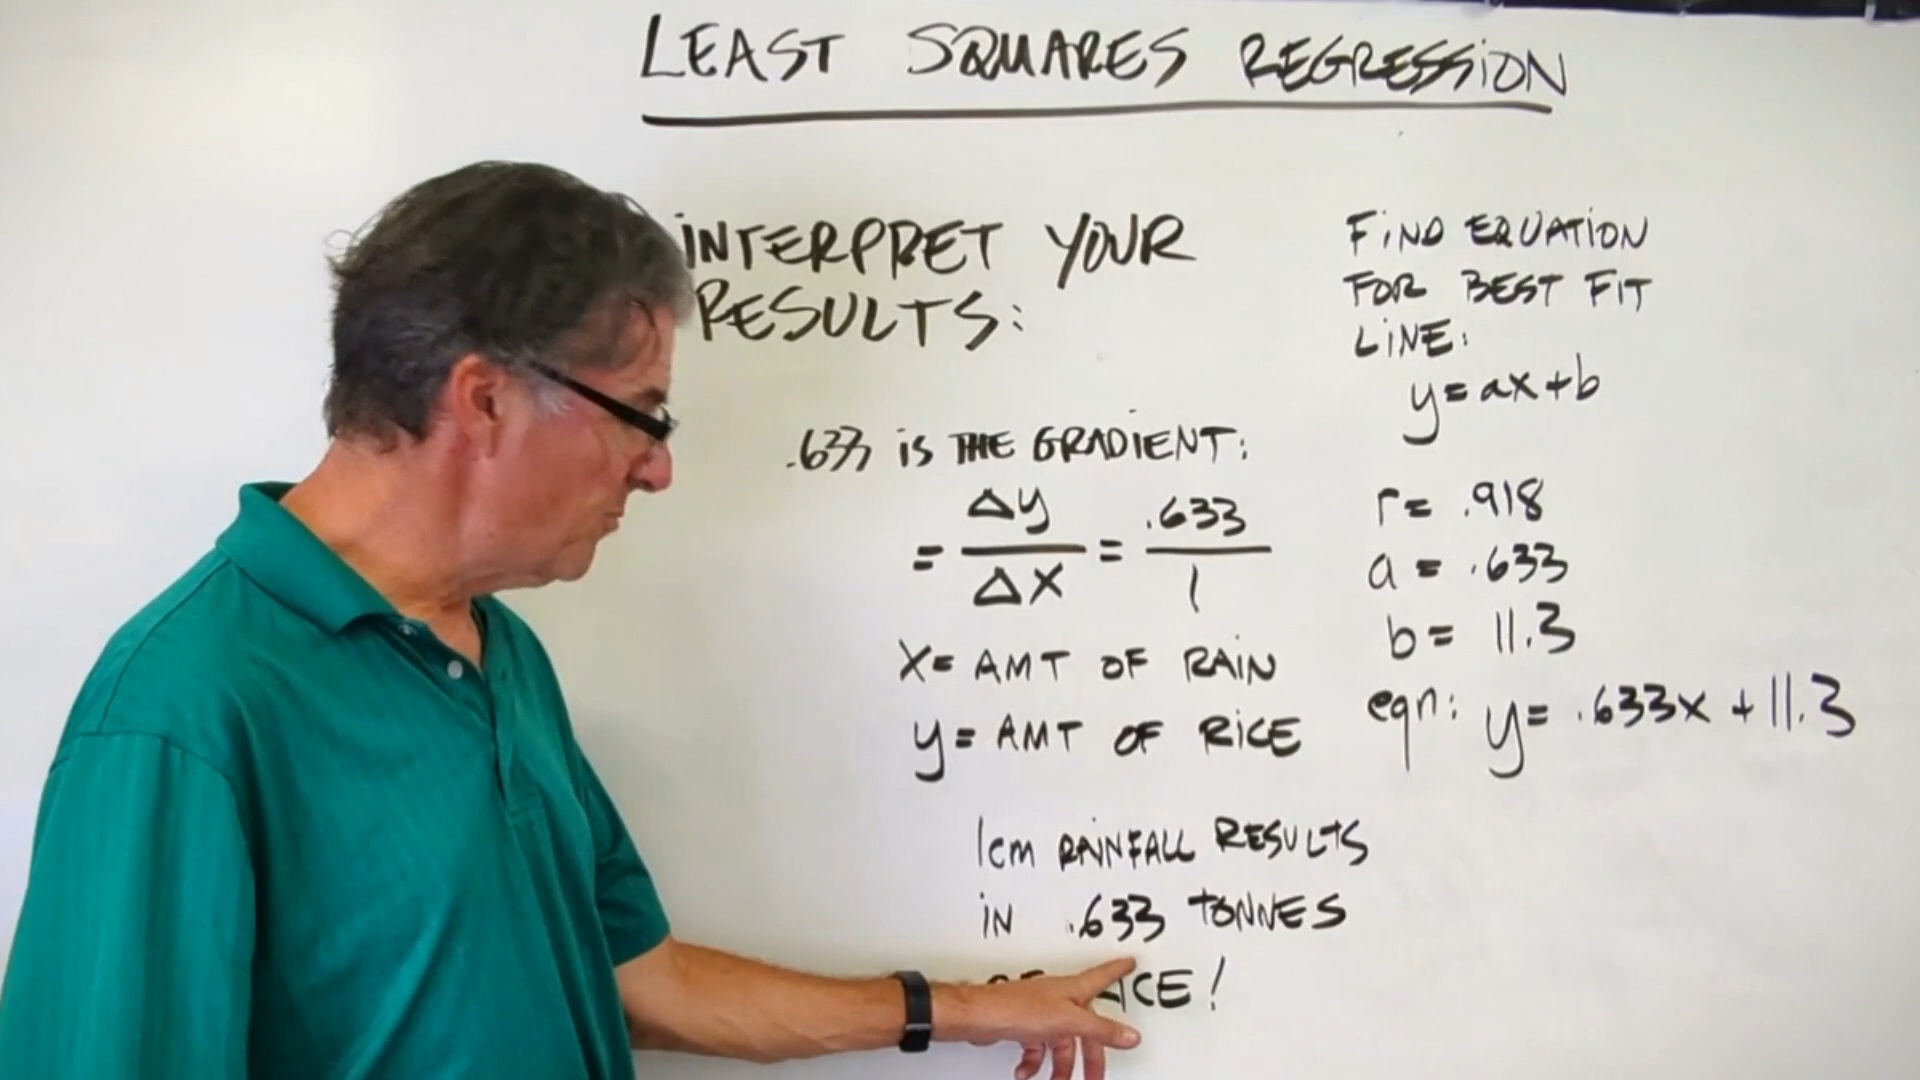 LEAST SQUARES REGRESSION
INTERPRET YOUR
RESULTS:
.633 is THE GRADIENT:
= Δy/Δx = .633/1
X= AMT OF RAIN
y= AMT OF RICE
1cm RAINFALL RESULTS
IN .633 TONNES
ICE!
FIND EQUATION
FOR BEST FIT
LINE:
y=ax+b
r= .918
a= .633
b= 11.3
eqn: y= .633x + 11.3